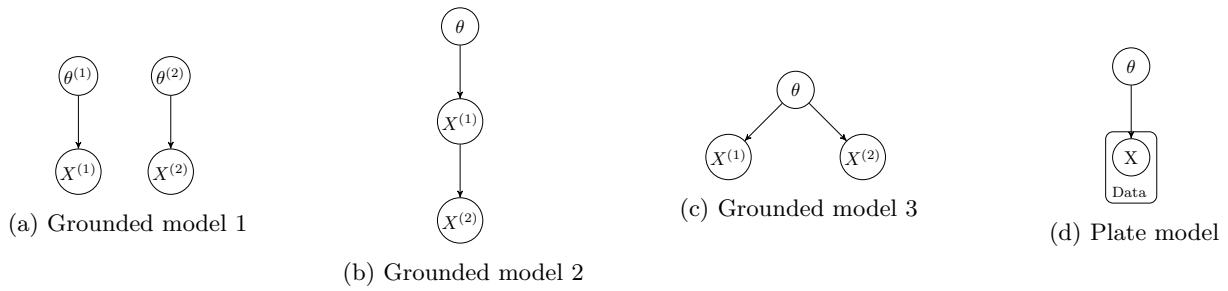 θ^(1)
θ^(2)
X^(1)
X^(2)
(a) Grounded model 1
θ
X^(1)
X^(2)
(b) Grounded model 2
θ
X^(1)
X^(2)
(c) Grounded model 3
θ
X
Data
(d) Plate model